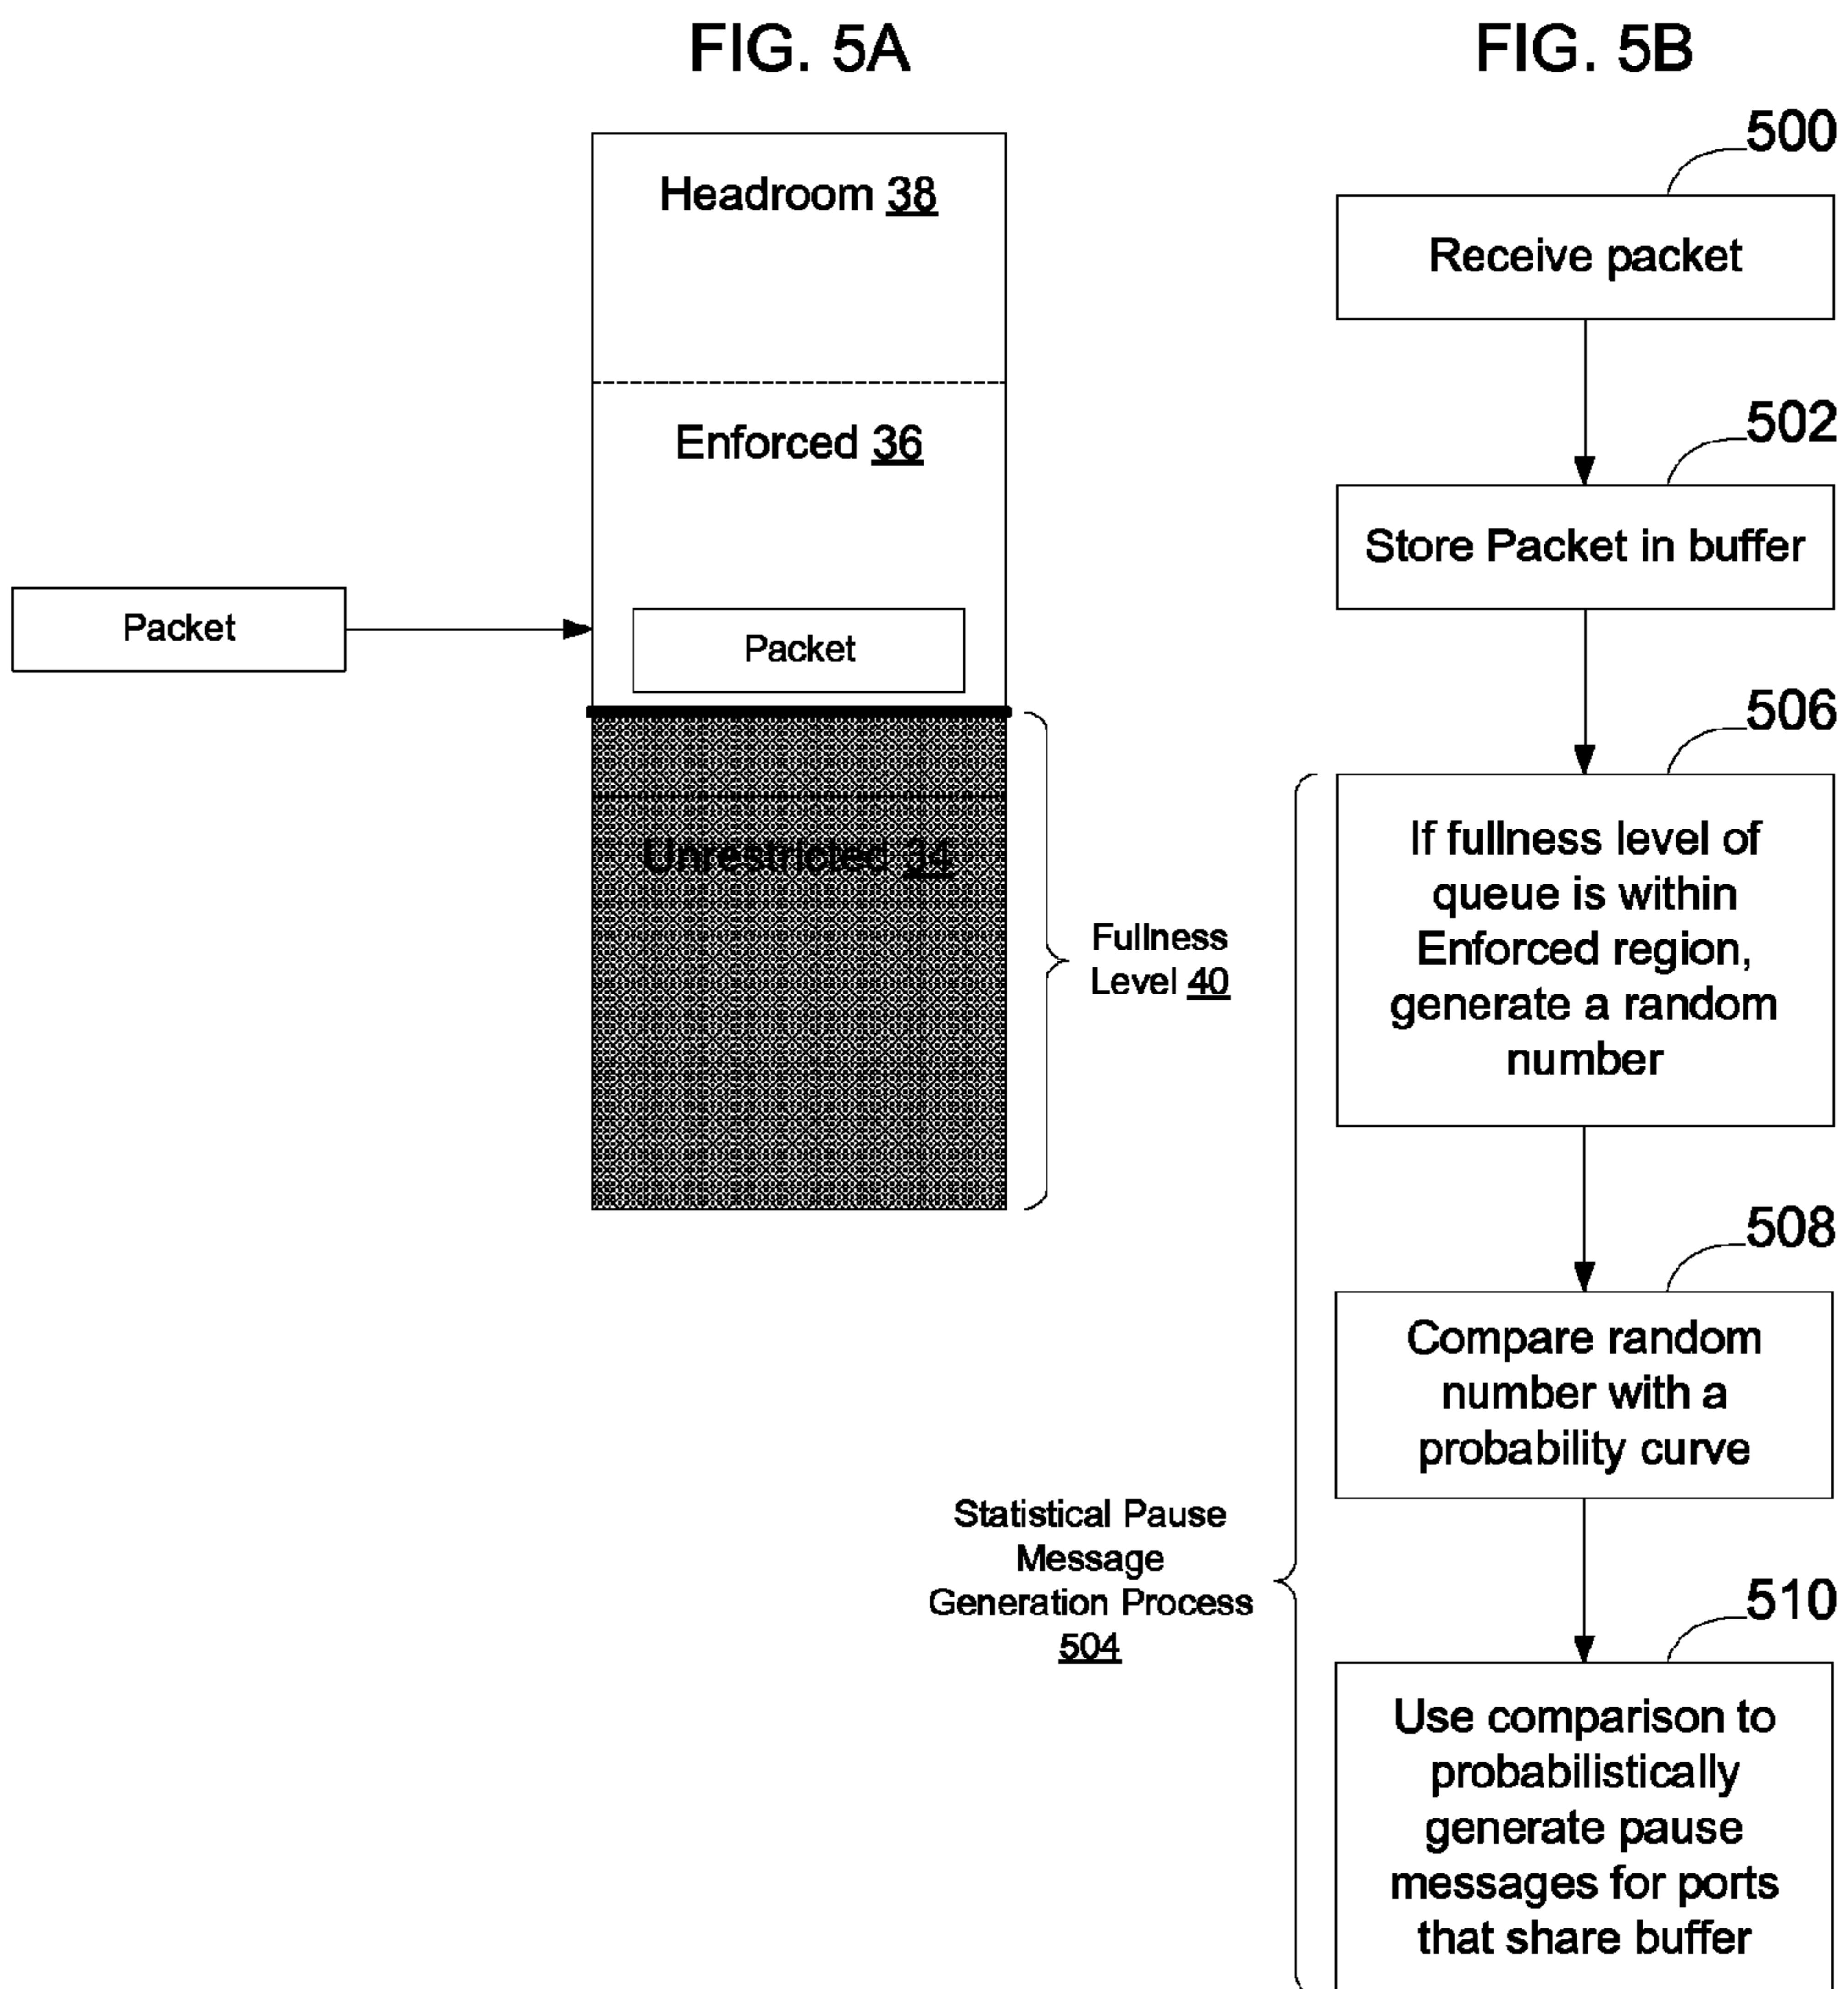 FIG. 5A
Headroom 38
Enforced 36
Packet
Packet
Unrestricted 34
Fullness
Level 40
FIG. 5B
500
Receive packet
502
Store Packet in buffer
506
If fullness level of
queue is within
Enforced region,
generate a random
number
508
Compare random
number with a
probability curve
Statistical Pause
Message
Generation Process
504
510
Use comparison to
probabilistically
generate pause
messages for ports
that share buffer